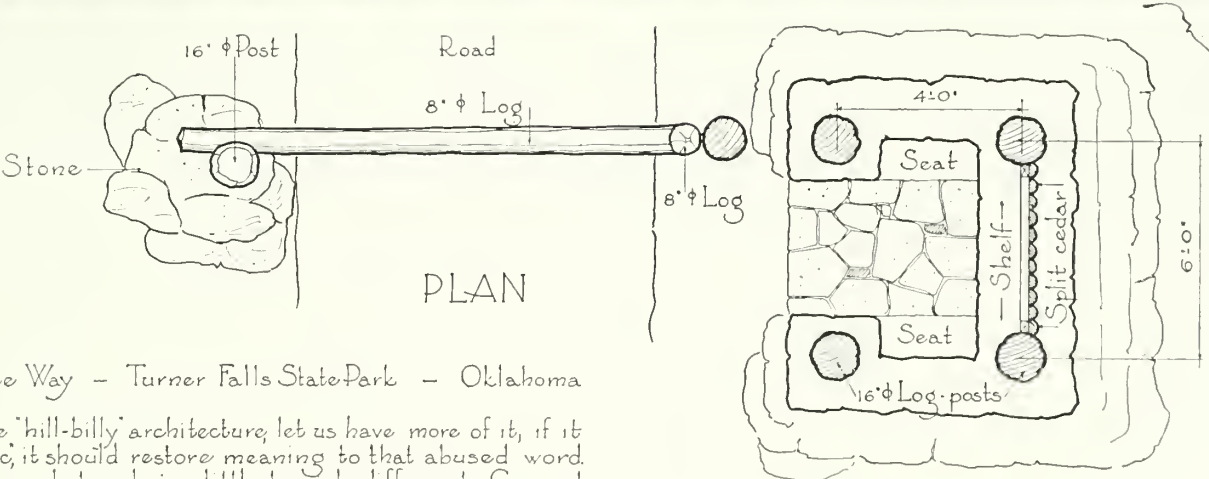 16" ϕ Post
Road
8" ϕ Log
Stone
8" ϕ Log
PLAN
4'-0"
Seat
Shelf
Split cedar
6'-0"
Seat
16" ϕ Log-posts
Way – Turner Falls State Park – Oklahoma
"hill-billy" architecture, let us have more of it, if it
it should restore meaning to that abused word.